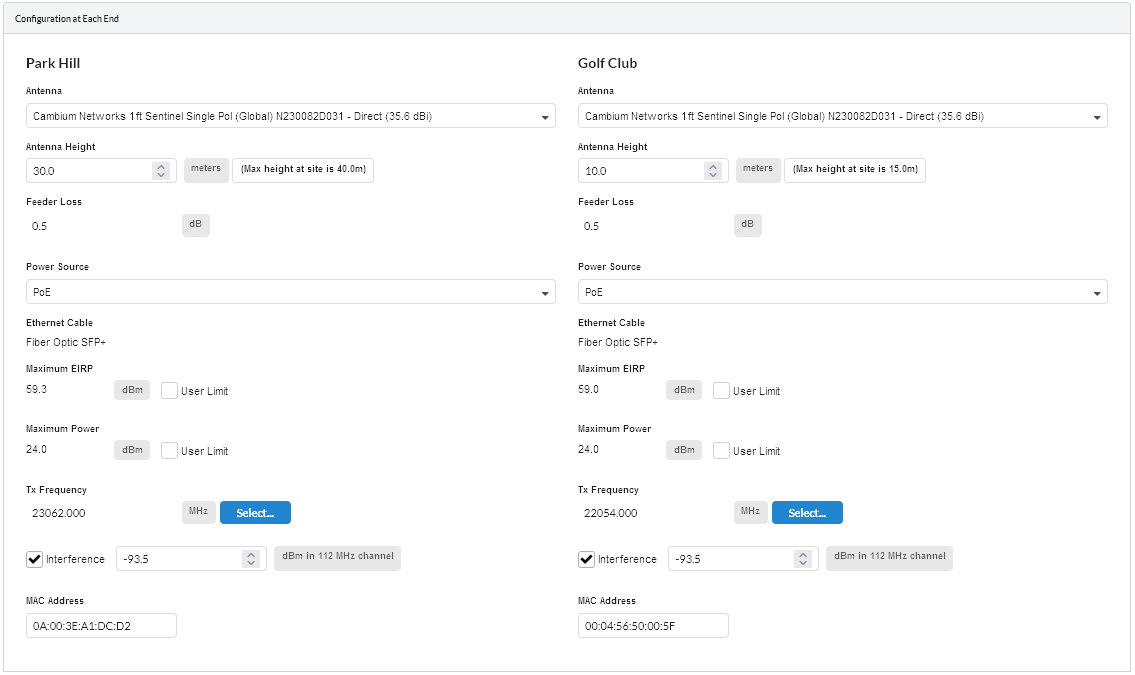 Configuration at Each End
Park Hill
Antenna
Cambium Networks 1ft Sentinel Single Pol (Global) N230082D031 - Direct (35.6 dBi)
Antenna Height
30.0 meters (Max height at site is 40.0m)
Feeder Loss
0.5 dB
Power Source
PoE
Ethernet Cable
Fiber Optic SFP+
Maximum EIRP
59.3 dBm User Limit
Maximum Power
24.0 dBm User Limit
Tx Frequency
23062.000 MHz Select...
Interference -93.5 dBm in 112 MHz channel
MAC Address
0A:00:3E:A1:DC:D2
Golf Club
Antenna
Cambium Networks 1ft Sentinel Single Pol (Global) N230082D031 - Direct (35.6 dBi)
Antenna Height
10.0 meters (Max height at site is 15.0m)
Feeder Loss
0.5 dB
Power Source
PoE
Ethernet Cable
Fiber Optic SFP+
Maximum EIRP
59.0 dBm User Limit
Maximum Power
24.0 dBm User Limit
Tx Frequency
22054.000 MHz Select...
Interference -93.5 dBm in 112 MHz channel
MAC Address
00:04:56:50:00:5F